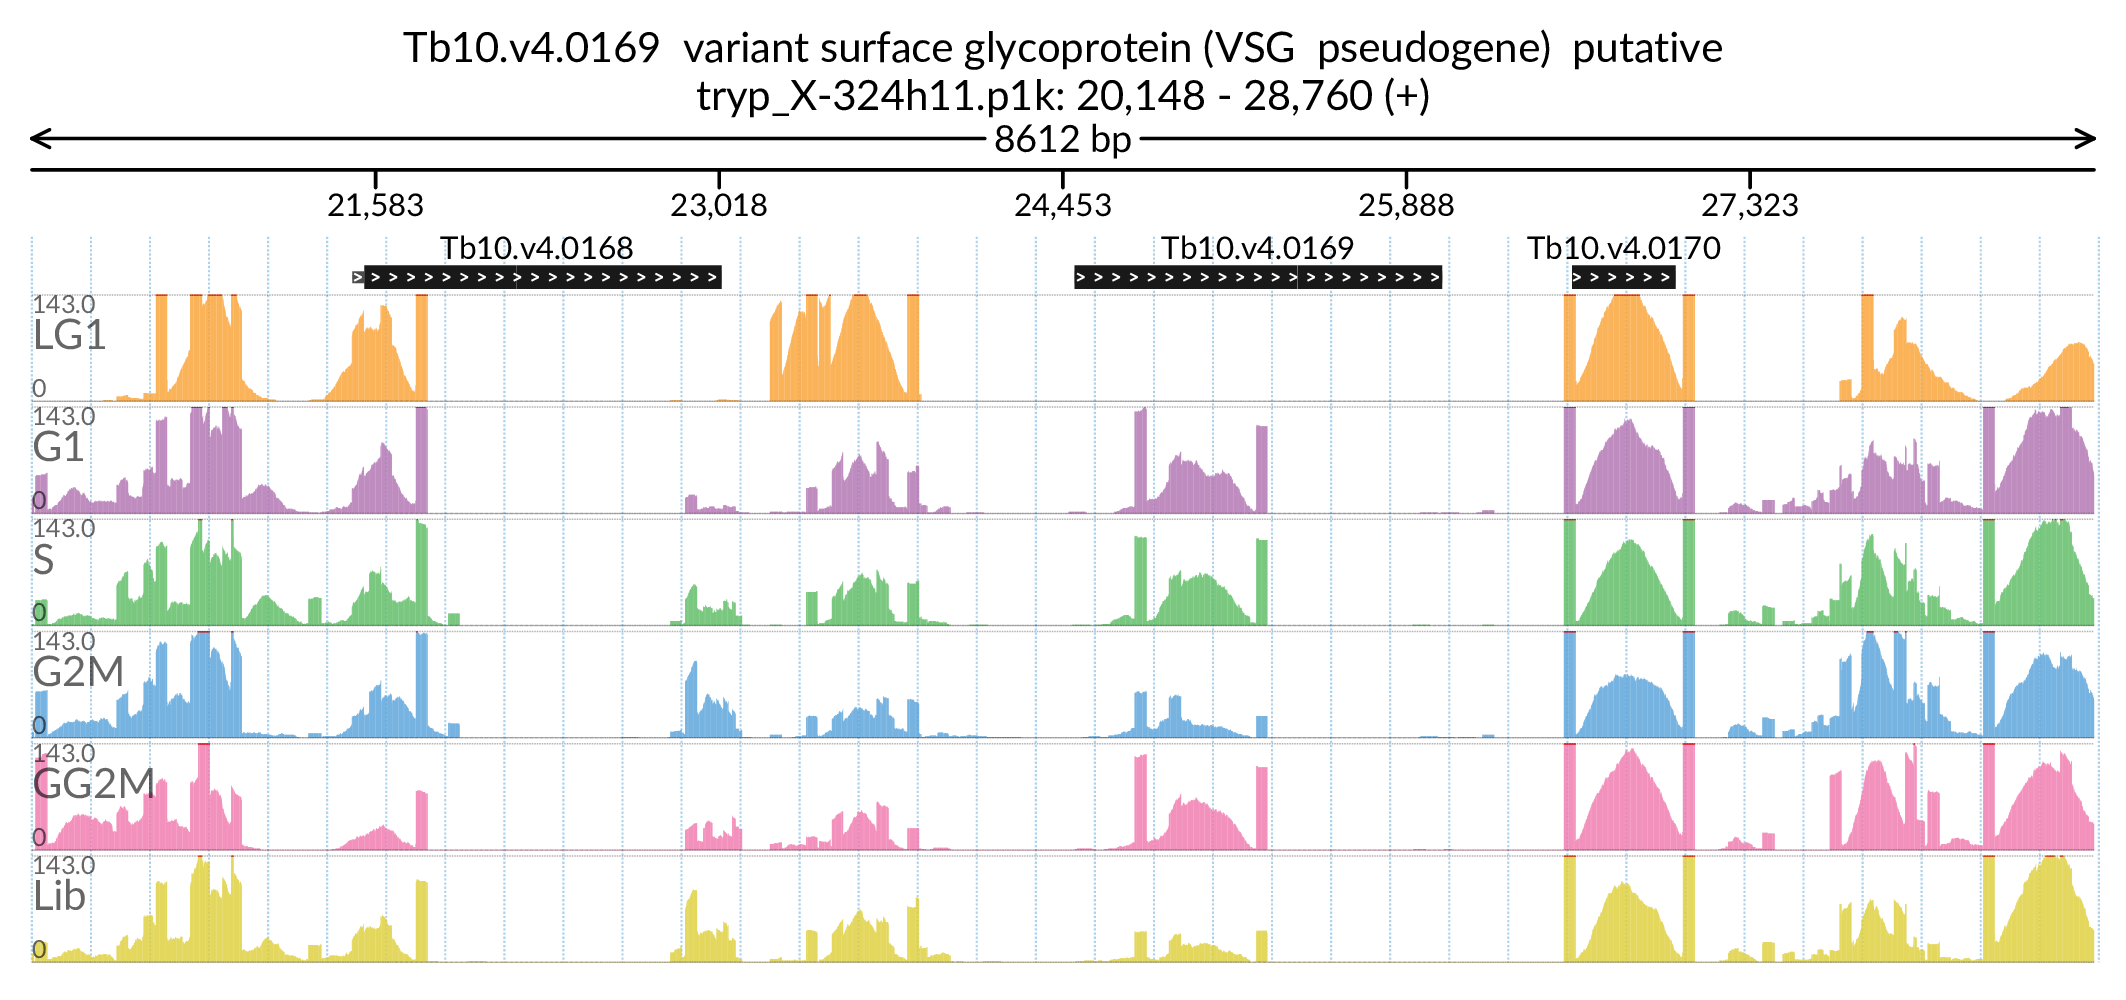 Tb10.v4.0169 variant surface glycoprotein (VSG pseudogene) putative
tryp_X-324h11.p1k: 20,148 - 28,760 (+)
8612 bp
21,583 23,018 24,453 25,888 27,323
Tb10.v4.0168 Tb10.v4.0169 Tb10.v4.0170
143.0
LG1
0
143.0
G1
0
143.0
S
0
143.0
G2M
0
143.0
GG2M
0
143.0
Lib
0